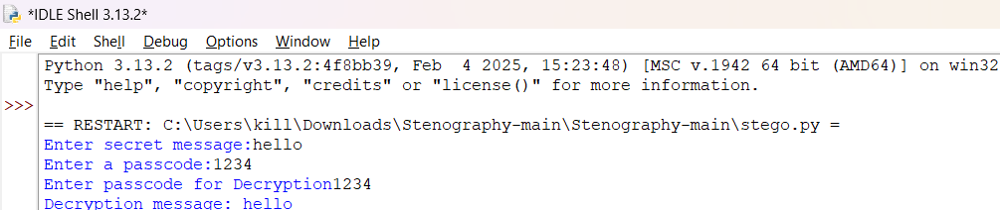 *IDLE Shell 3.13.2*
File Edit Shell Debug Options Window Help
Python 3.13.2 (tags/v3.13.2:4f8bb39, Feb  4 2025, 15:23:48) [MSC v.1942 64 bit (AMD64)] on win32
Type "help", "copyright", "credits" or "license()" for more information.
>>>
== RESTART: C:\Users\kill\Downloads\Stenography-main\Stenography-main\stego.py =
Enter secret message:hello
Enter a passcode:1234
Enter passcode for Decryption1234
Decryption message: hello